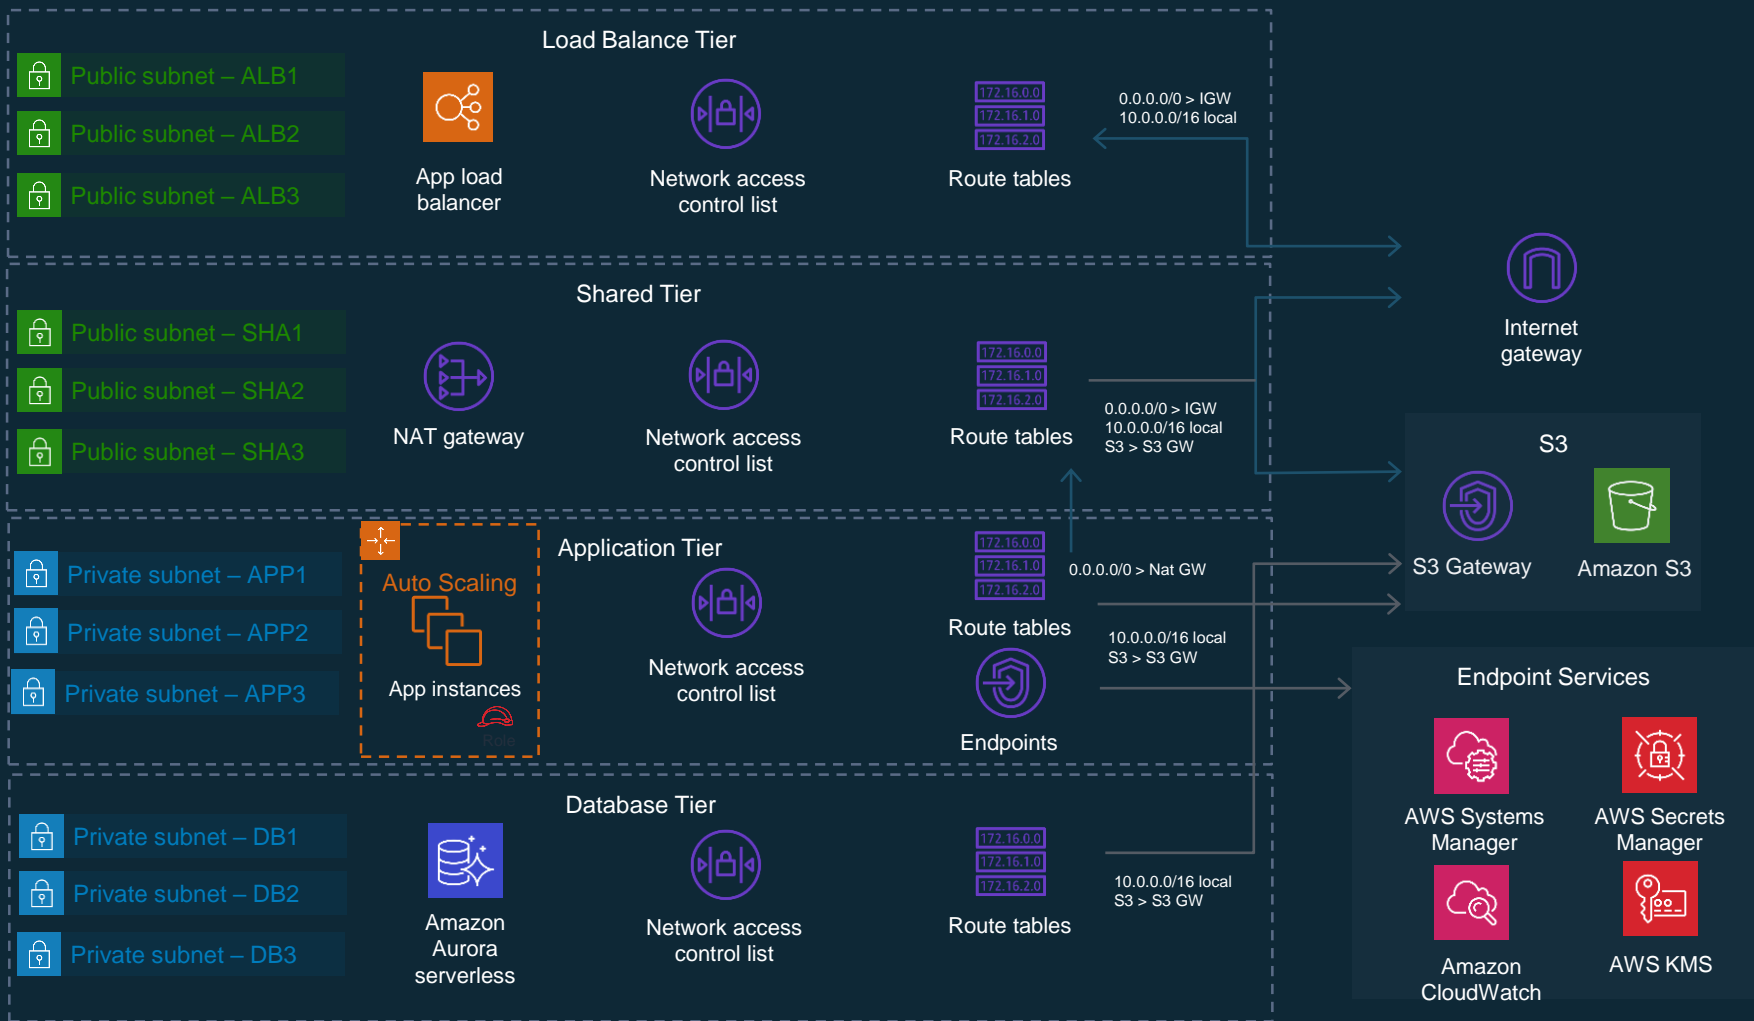 Load Balance Tier
Public subnet – ALB1
Public subnet – ALB2
Public subnet – ALB3
App load
balancer
Network access
control list
172.16.0.0
172.16.1.0
172.16.2.0
Route tables
0.0.0.0/0 > IGW
10.0.0.0/16 local
Internet
gateway
Shared Tier
Public subnet – SHA1
Public subnet – SHA2
Public subnet – SHA3
NAT gateway
Network access
control list
172.16.0.0
172.16.1.0
172.16.2.0
Route tables
0.0.0.0/0 > IGW
10.0.0.0/16 local
S3 > S3 GW
S3
S3 Gateway
Amazon S3
Application Tier
Private subnet – APP1
Private subnet – APP2
Private subnet – APP3
Auto Scaling
App instances
Role
Network access
control list
172.16.0.0
172.16.1.0
172.16.2.0
Route tables
0.0.0.0/0 > Nat GW
10.0.0.0/16 local
S3 > S3 GW
Endpoints
Endpoint Services
AWS Systems
Manager
AWS Secrets
Manager
Amazon
CloudWatch
AWS KMS
Database Tier
Private subnet – DB1
Private subnet – DB2
Private subnet – DB3
Amazon
Aurora
serverless
Network access
control list
172.16.0.0
172.16.1.0
172.16.2.0
Route tables
10.0.0.0/16 local
S3 > S3 GW